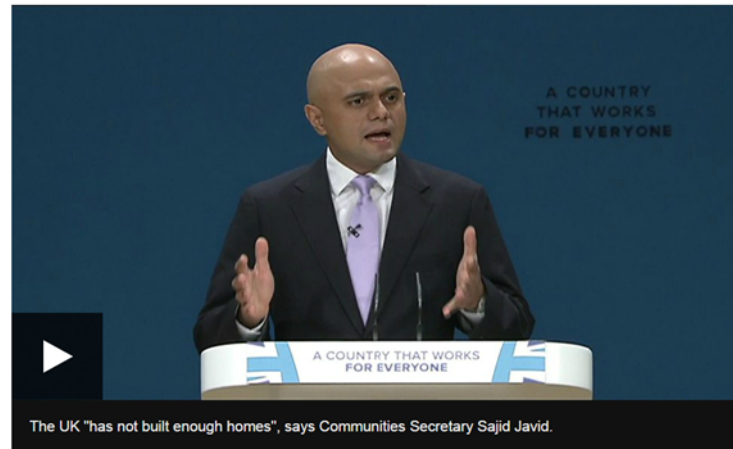 A COUNTRY
THAT WORKS
FOR EVERYONE
A COUNTRY THAT WORKS
FOR EVERYONE
The UK "has not built enough homes", says Communities Secretary Sajid Javid.